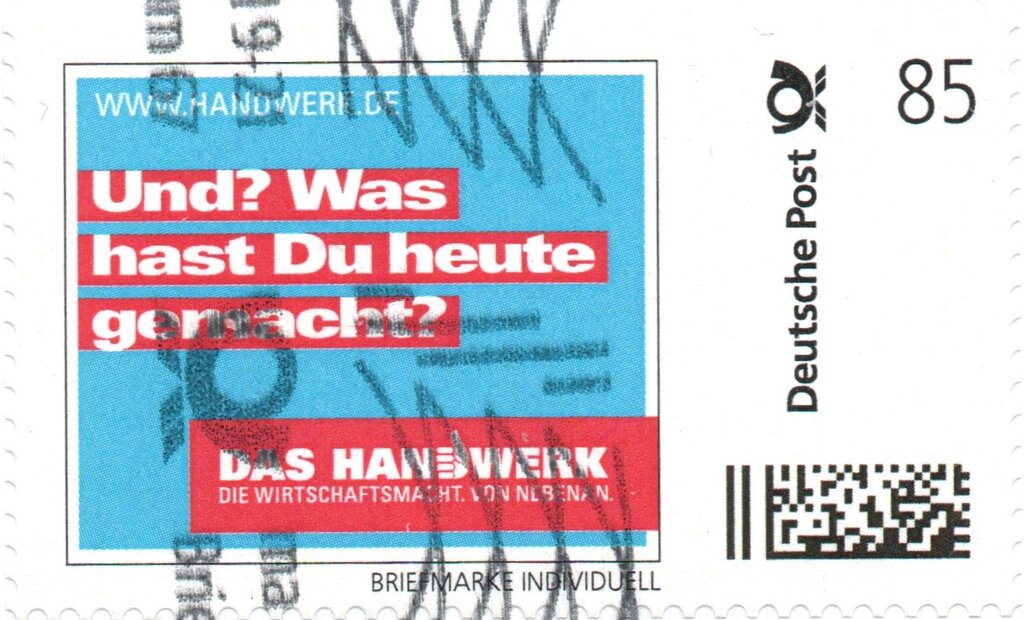 WWW.HANDWERK.DE
Und? Was
hast Du heute
gemacht?
DAS HANDWERK
DIE WIRTSCHAFTSMACHT. VON NEBENAN.
BRIEFMARKE INDIVIDUELL
Deutsche Post
85